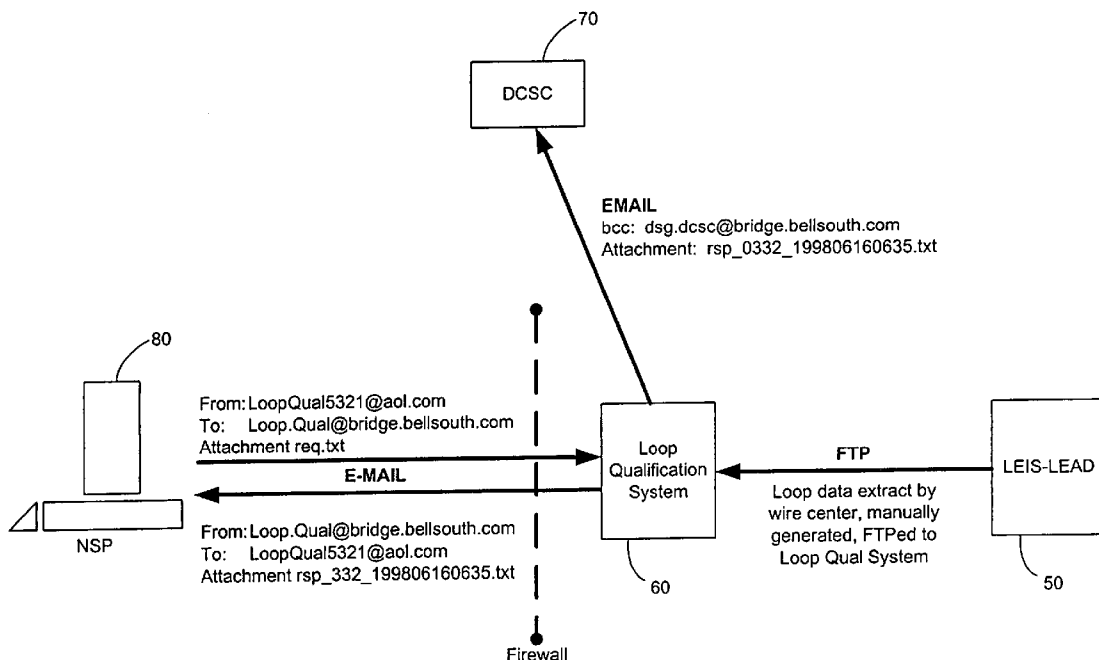 70
DCSC
EMAIL
bcc: dsg.dcsc@bridge.bellsouth.com
Attachment: rsp_0332_199806160635.txt
80
From: LoopQual5321@aol.com
To: Loop.Qual@bridge.bellsouth.com
Attachment req.txt
E-MAIL
From: Loop.Qual@bridge.bellsouth.com
To: LoopQual5321@aol.com
Attachment rsp_332_199806160635.txt
NSP
Firewall
Loop
Qualification
System
60
FTP
Loop data extract by
wire center, manually
generated, FTPed to
Loop Qual System
LEIS-LEAD
50